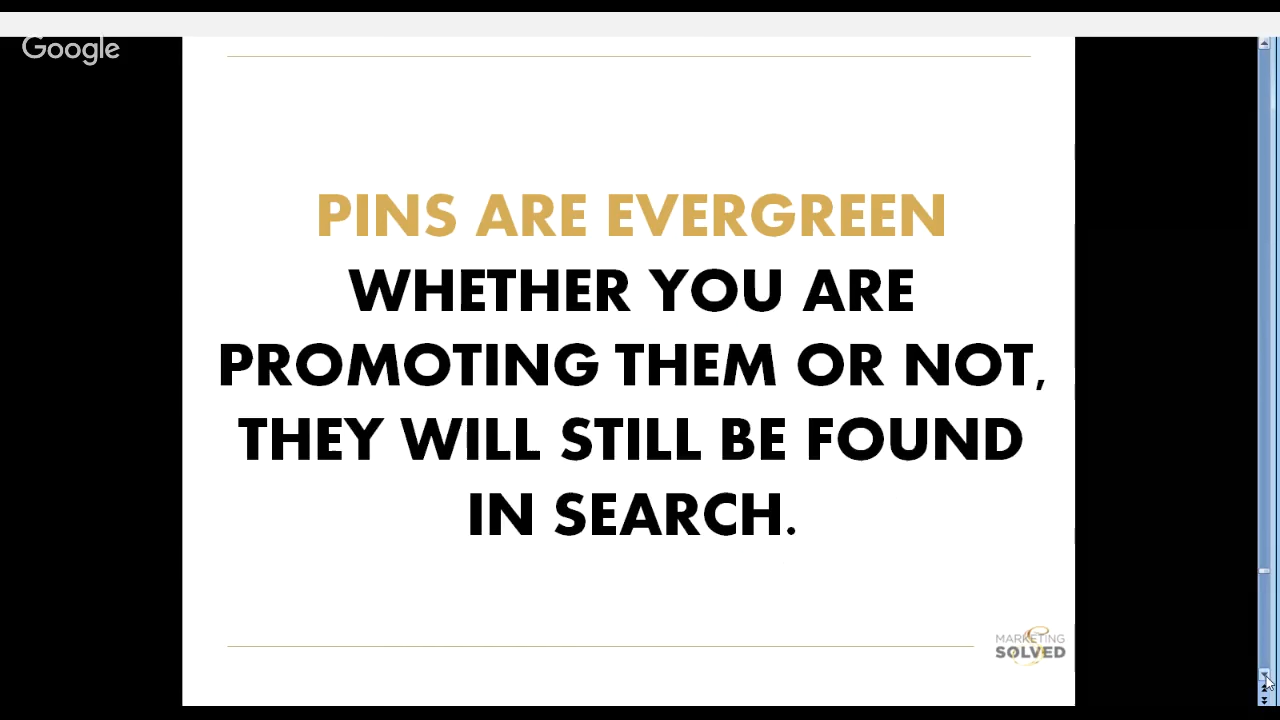 Google
PINS ARE EVERGREEN
WHETHER YOU ARE
PROMOTING THEM OR NOT,
THEY WILL STILL BE FOUND
IN SEARCH.
MARKETING
SOLVED